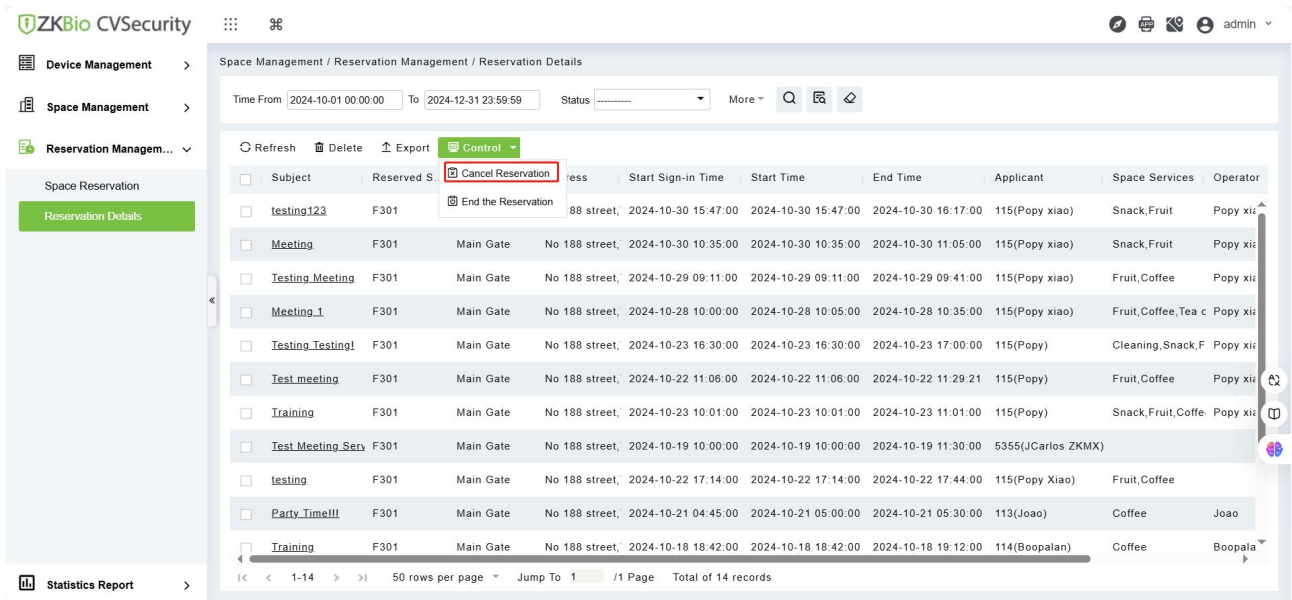 ZKBio CVSecurity
admin
Device Management
Space Management
Reservation Managem...
Space Reservation
Reservation Details
Statistics Report
Space Management / Reservation Management / Reservation Details
Time From 2024-10-01 00:00:00 To 2024-12-31 23:59:59 Status ---------- More
Refresh Delete Export Control
Cancel Reservation
End the Reservation
Subject Reserved S... ress Start Sign-in Time Start Time End Time Applicant Space Services Operator
testing123 F301 88 street, 2024-10-30 15:47:00 2024-10-30 15:47:00 2024-10-30 16:17:00 115(Popy xiao) Snack,Fruit Popy xia
Meeting F301 Main Gate No 188 street, 2024-10-30 10:35:00 2024-10-30 10:35:00 2024-10-30 11:05:00 115(Popy xiao) Snack,Fruit Popy xia
Testing Meeting F301 Main Gate No 188 street, 2024-10-29 09:11:00 2024-10-29 09:11:00 2024-10-29 09:41:00 115(Popy xiao) Fruit,Coffee Popy xia
Meeting 1 F301 Main Gate No 188 street, 2024-10-28 10:00:00 2024-10-28 10:05:00 2024-10-28 10:35:00 115(Popy xiao) Fruit,Coffee,Tea c Popy xia
Testing Testing! F301 Main Gate No 188 street, 2024-10-23 16:30:00 2024-10-23 16:30:00 2024-10-23 17:00:00 115(Popy) Cleaning,Snack,F Popy xia
Test meeting F301 Main Gate No 188 street, 2024-10-22 11:06:00 2024-10-22 11:06:00 2024-10-22 11:29:21 115(Popy) Fruit,Coffee Popy xia
Training F301 Main Gate No 188 street, 2024-10-23 10:01:00 2024-10-23 10:01:00 2024-10-23 11:01:00 115(Popy) Snack,Fruit,Coffe Popy xia
Test Meeting Serv F301 Main Gate No 188 street, 2024-10-19 10:00:00 2024-10-19 10:00:00 2024-10-19 11:30:00 5355(JCarlos ZKMX)
testing F301 Main Gate No 188 street, 2024-10-22 17:14:00 2024-10-22 17:14:00 2024-10-22 17:44:00 115(Popy Xiao) Fruit,Coffee
Party Time!!! F301 Main Gate No 188 street, 2024-10-21 04:45:00 2024-10-21 05:00:00 2024-10-21 05:30:00 113(Joao) Coffee Joao
Training F301 Main Gate No 188 street, 2024-10-18 18:42:00 2024-10-18 18:42:00 2024-10-18 19:12:00 114(Boopalan) Coffee Boopala
1-14 50 rows per page Jump To 1 /1 Page Total of 14 records